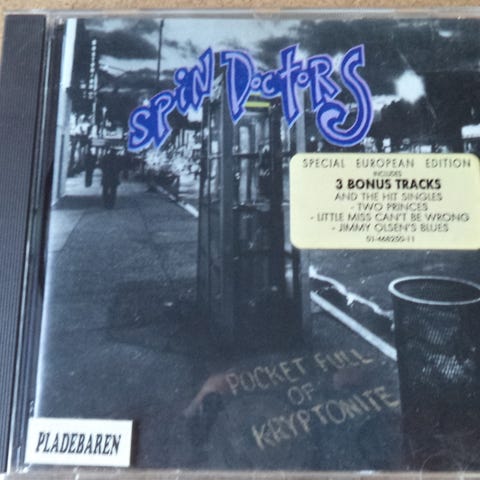 SPIN DOCTORS
SPECIAL EUROPEAN EDITION
INCLUDES
3 BONUS TRACKS
AND THE HIT SINGLES
- TWO PRINCES
- LITTLE MISS CAN'T BE WRONG
- JIMMY OLSEN'S BLUES
01-468250-11
POCKET FULL
OF
KRYPTONITE
PLADEBAREN